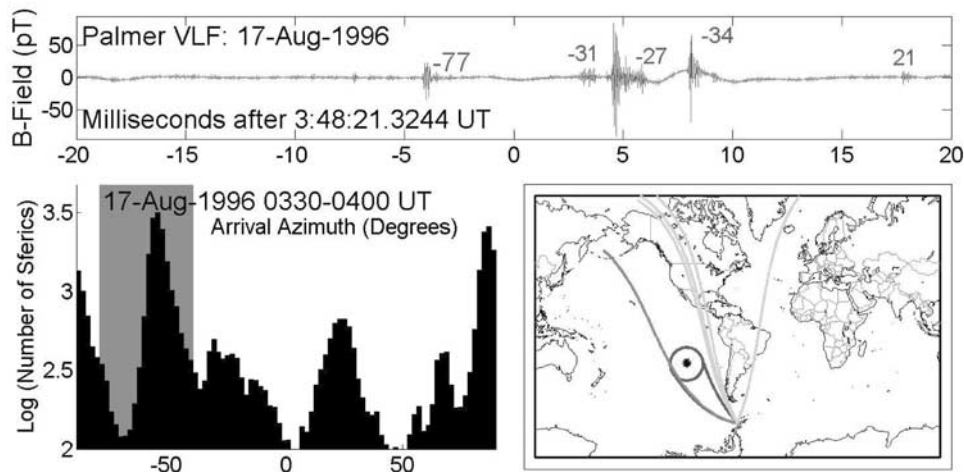 B-Field (pT)
50
0
-50
Palmer VLF: 17-Aug-1996
-77
-31
-27
-34
21
Milliseconds after 3:48:21.3244 UT
-20 -15 -10 -5 0 5 10 15 20
Log (Number of Sferics)
3.5
3
2.5
2
17-Aug-1996 0330-0400 UT
Arrival Azimuth (Degrees)
-50 0 50